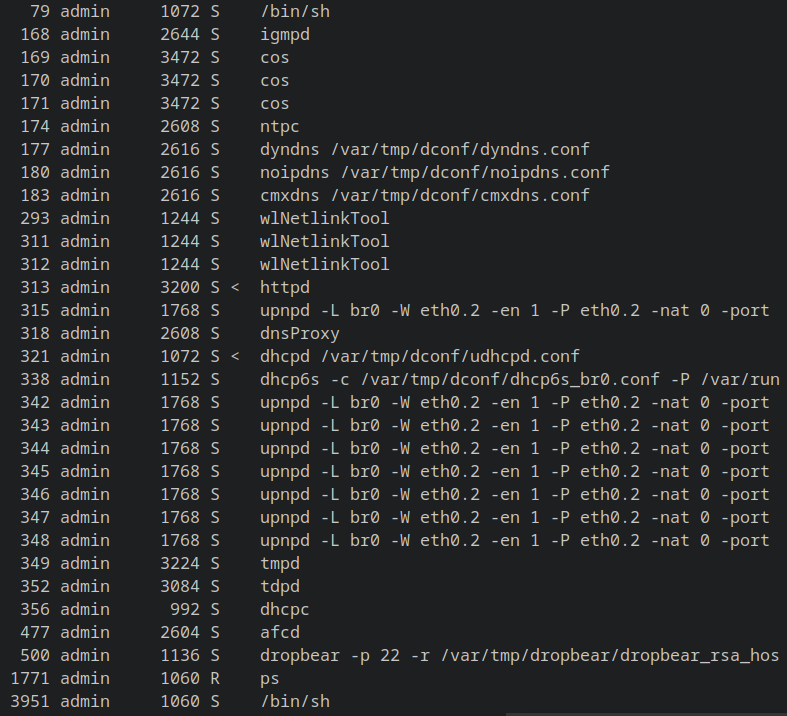 79 admin 1072 S /bin/sh
168 admin 2644 S igmpd
169 admin 3472 S cos
170 admin 3472 S cos
171 admin 3472 S cos
174 admin 2608 S ntpc
177 admin 2616 S dyndns /var/tmp/dconf/dyndns.conf
180 admin 2616 S noipdns /var/tmp/dconf/noipdns.conf
183 admin 2616 S cmxdns /var/tmp/dconf/cmxdns.conf
293 admin 1244 S wlNetlinkTool
311 admin 1244 S wlNetlinkTool
312 admin 1244 S wlNetlinkTool
313 admin 3200 S < httpd
315 admin 1768 S upnpd -L br0 -W eth0.2 -en 1 -P eth0.2 -nat 0 -port
318 admin 2608 S dnsProxy
321 admin 1072 S < dhcpd /var/tmp/dconf/udhcpd.conf
338 admin 1152 S dhcp6s -c /var/tmp/dconf/dhcp6s_br0.conf -P /var/run
342 admin 1768 S upnpd -L br0 -W eth0.2 -en 1 -P eth0.2 -nat 0 -port
343 admin 1768 S upnpd -L br0 -W eth0.2 -en 1 -P eth0.2 -nat 0 -port
344 admin 1768 S upnpd -L br0 -W eth0.2 -en 1 -P eth0.2 -nat 0 -port
345 admin 1768 S upnpd -L br0 -W eth0.2 -en 1 -P eth0.2 -nat 0 -port
346 admin 1768 S upnpd -L br0 -W eth0.2 -en 1 -P eth0.2 -nat 0 -port
347 admin 1768 S upnpd -L br0 -W eth0.2 -en 1 -P eth0.2 -nat 0 -port
348 admin 1768 S upnpd -L br0 -W eth0.2 -en 1 -P eth0.2 -nat 0 -port
349 admin 3224 S tmpd
352 admin 3084 S tdpd
356 admin 992 S dhcpc
477 admin 2604 S afcd
500 admin 1136 S dropbear -p 22 -r /var/tmp/dropbear/dropbear_rsa_hos
1771 admin 1060 R ps
3951 admin 1060 S /bin/sh